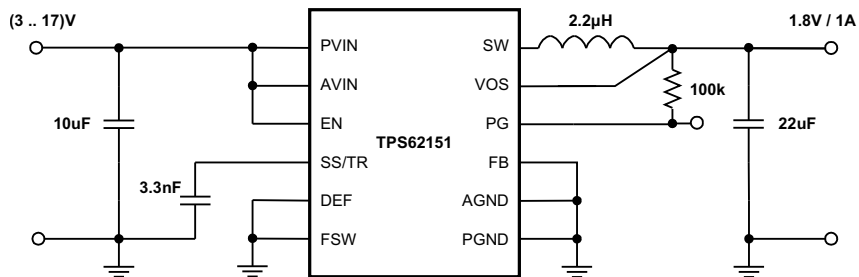 (3 .. 17)V
2.2μH
1.8V / 1A
PVIN
SW
AVIN
VOS
100k
10uF
EN
PG
22uF
TPS62151
SS/TR
FB
3.3nF
DEF
AGND
FSW
PGND